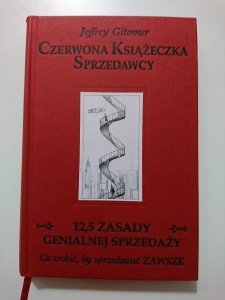 Jeffrey Gitomer
CZERWONA KSIĄŻECZKA
SPRZEDAWCY
12,5 ZASADY
GENIALNEJ SPRZEDAŻY
Co zrobić, by sprzedawać ZAWSZE